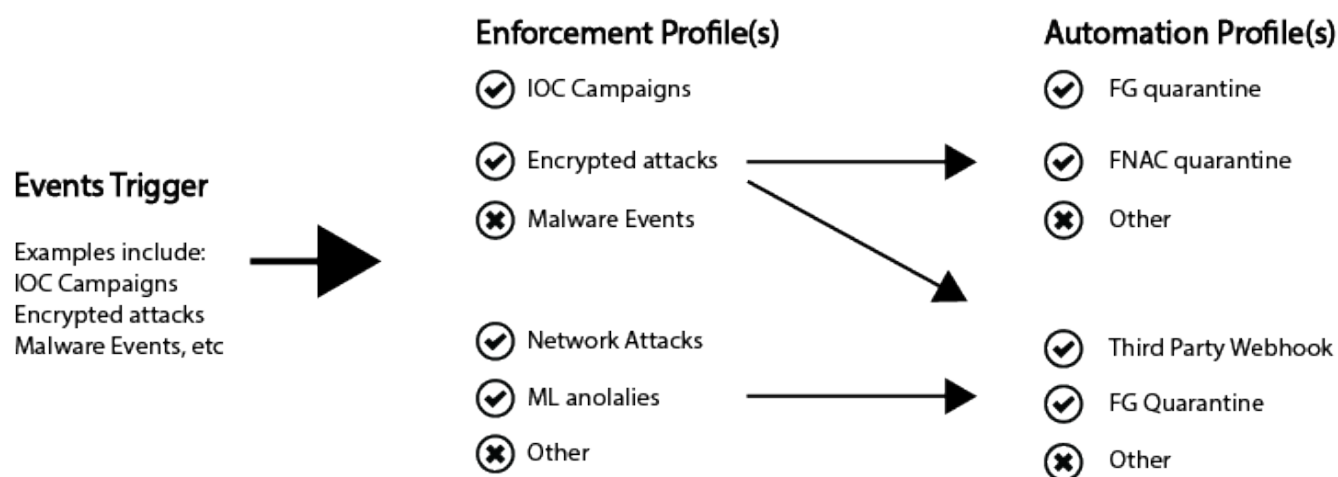 Events Trigger
Examples include:
IOC Campaigns
Encrypted attacks
Malware Events, etc
Enforcement Profile(s)
IOC Campaigns
Encrypted attacks
Malware Events
Network Attacks
ML anolalies
Other
Automation Profile(s)
FG quarantine
FNAC quarantine
Other
Third Party Webhook
FG Quarantine
Other